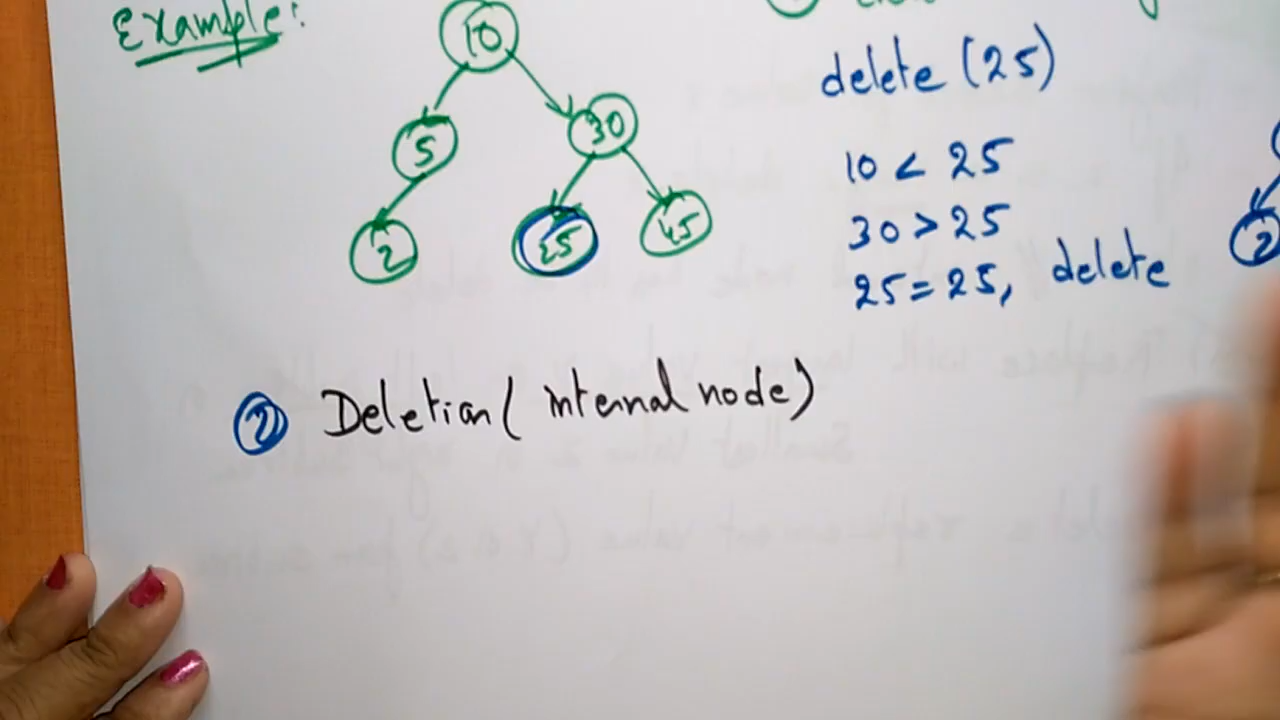 Example:
10
5
30
2
25
45
delete (25)
10 < 25
30 > 25
25 = 25, delete
2
② Deletion ( internal node)